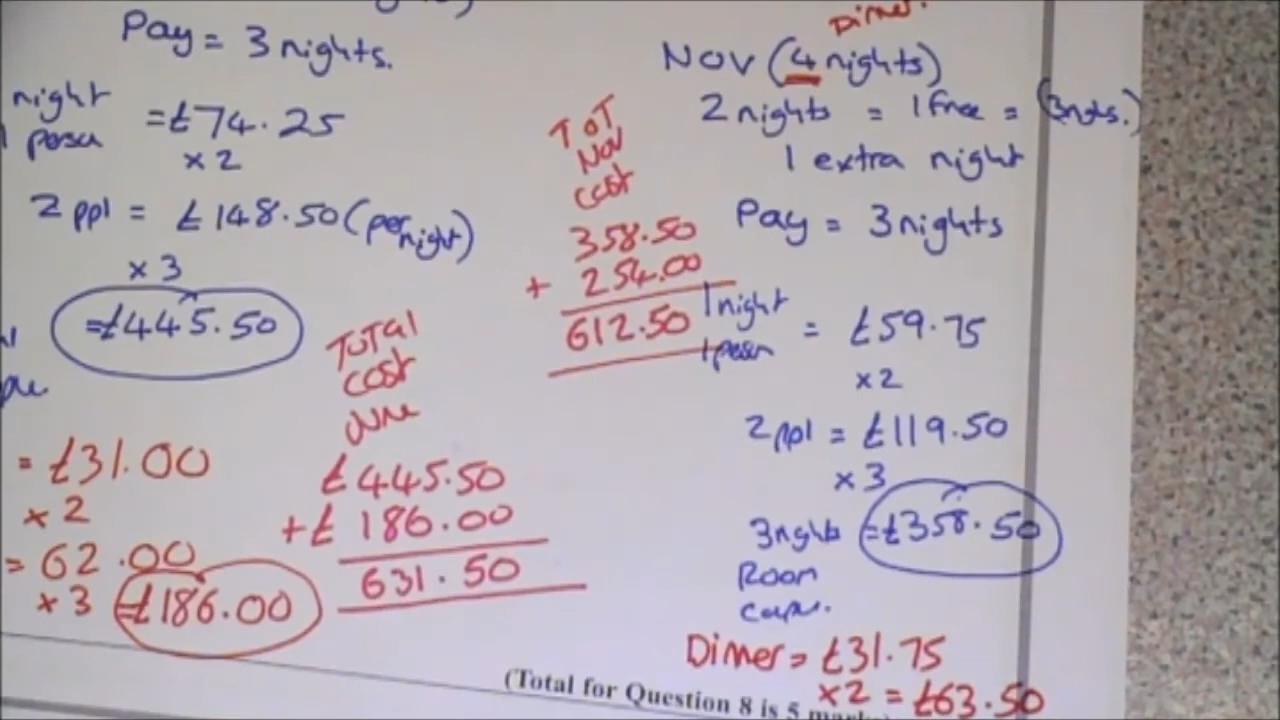 Pay = 3 nights.
night
person
= £74.25
x 2
2 ppl = £148.50 (per night)
x 3
= £445.50
= £31.00
x 2
= 62.00
x 3 = £186.00
TOTAL
COST
June
£445.50
+ £186.00
631.50
TOT
NOV
cost
358.50
+ 254.00
612.50
Dinner.
NOV (4 nights)
2 nights = 1 free = (3nts.)
1 extra night
Pay = 3 nights
1 night
1 person
= £59.75
x 2
2 ppl = £119.50
x 3
3nghts = £358.50
Room
Dinner = £31.75
x 2 = £63.50
(Total for Question 8 is 5 marks)